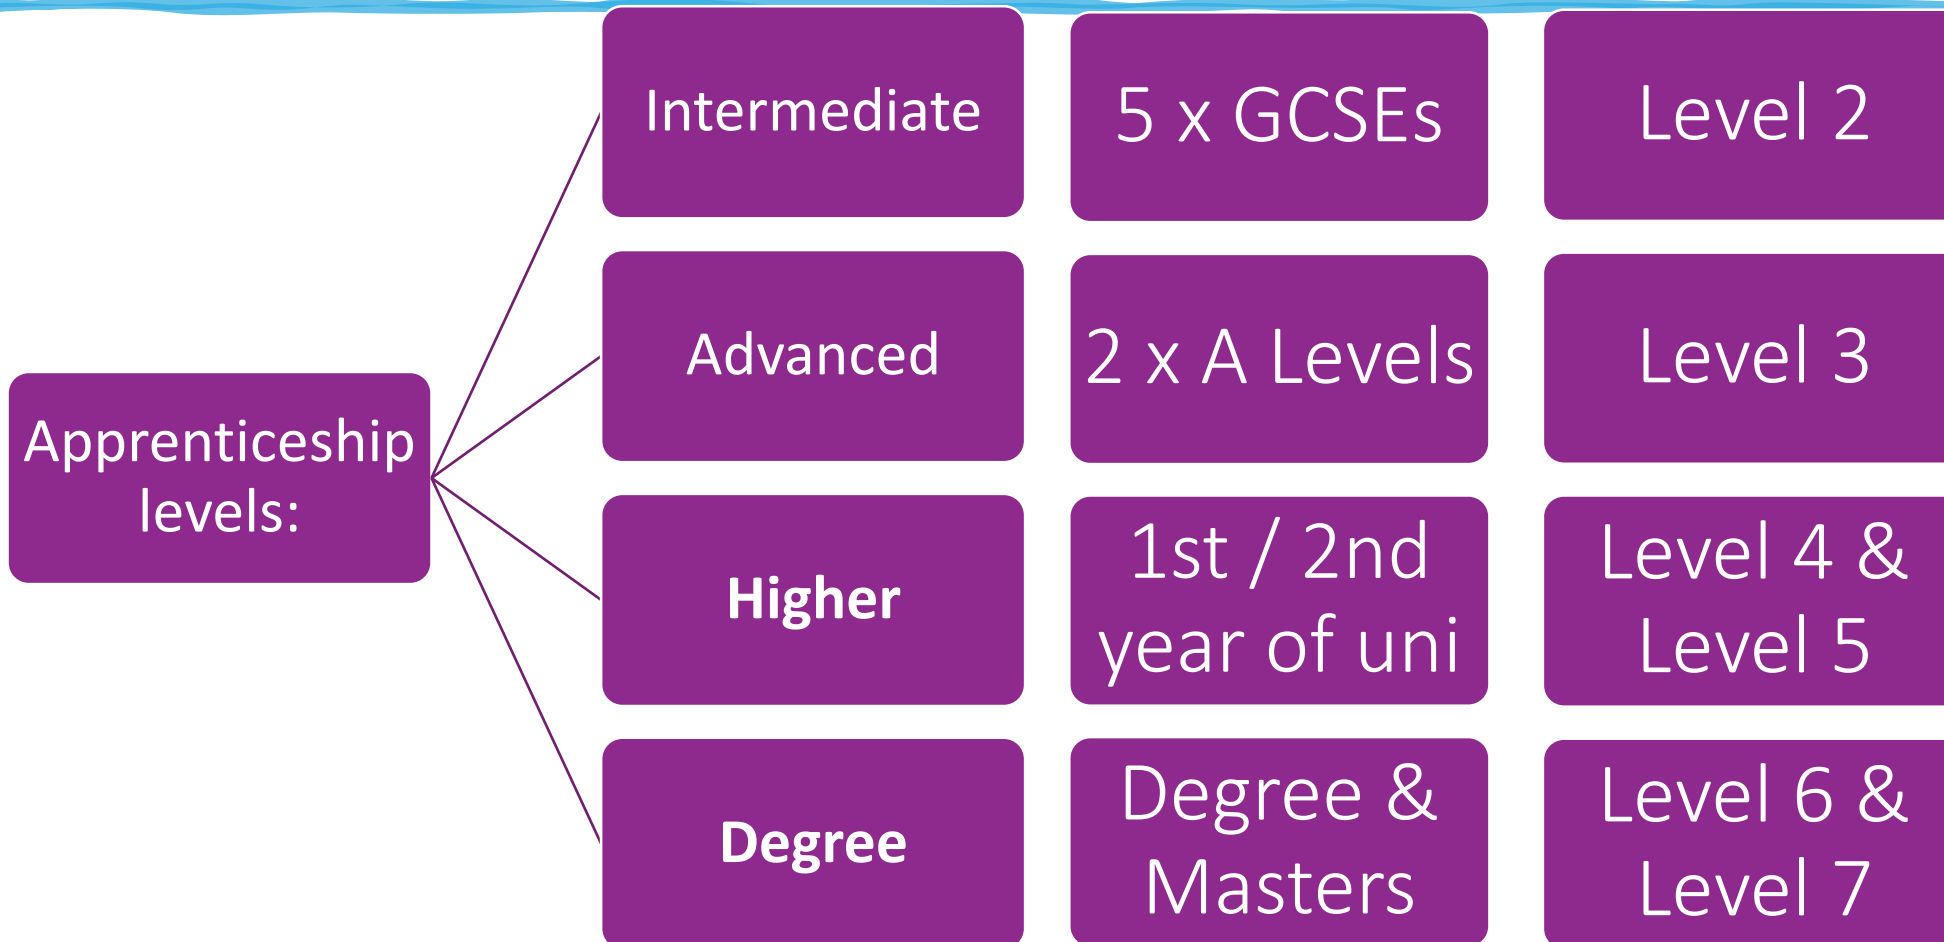 Apprenticeship
levels:
Intermediate
5 x GCSEs
Level 2
Advanced
2 x A Levels
Level 3
Higher
1st / 2nd
year of uni
Level 4 &
Level 5
Degree
Degree &
Masters
Level 6 &
Level 7